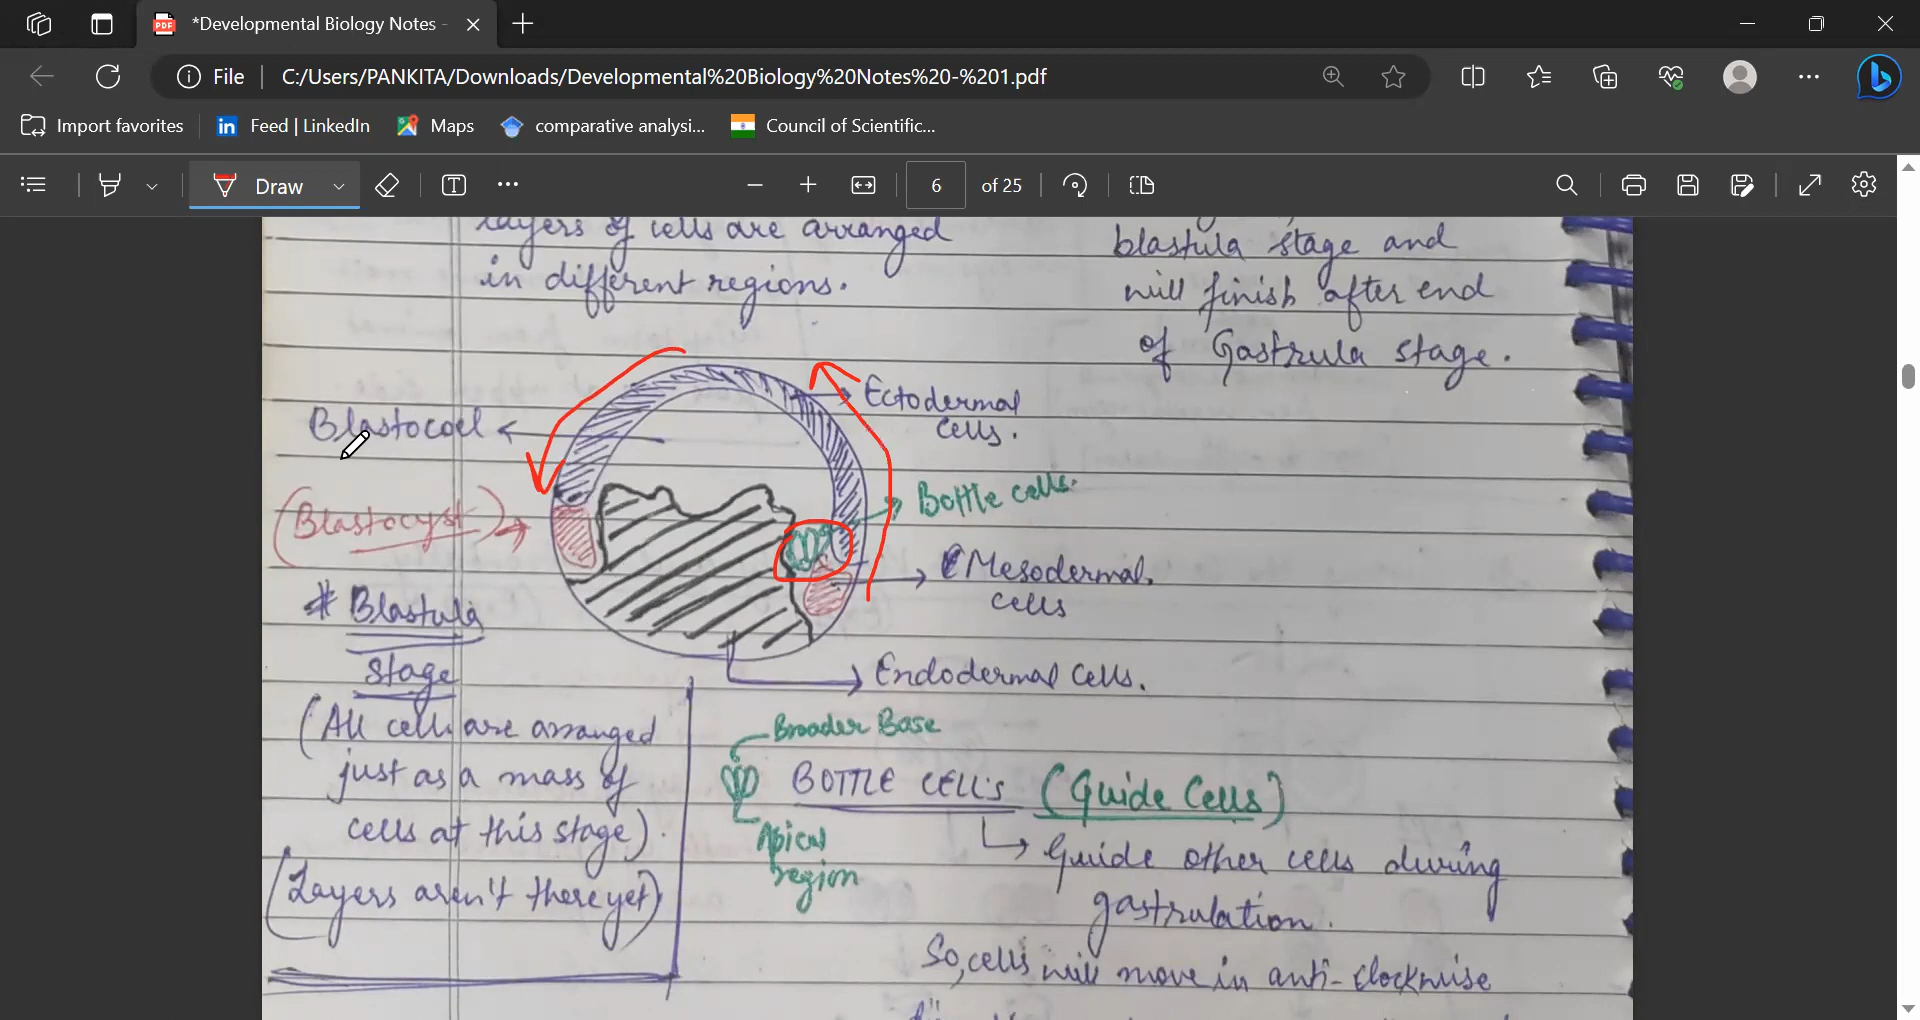 *Developmental Biology Notes -
File
C:/Users/PANKITA/Downloads/Developmental%20Biology%20Notes%20-%201.pdf
Import favorites
Feed | LinkedIn
Maps
comparative analysi...
Council of Scientific...
Draw
6 of 25
layers of cells are arranged
in different regions.
blastula stage and
will finish after end
of Gastrula stage.
Blastocoel
Ectodermal
cells.
Bottle cells.
(Blastocyst)
Mesodermal
cells
# Blastula
stage
Endodermal Cells.
(All cells are arranged
just as a mass of
cells at this stage).
(Layers aren't there yet)
Broader Base
BOTTLE CELL'S (Guide Cells)
Apical
region
Guide other cells during
gastrulation.
So, cells will move in anti-clockwise